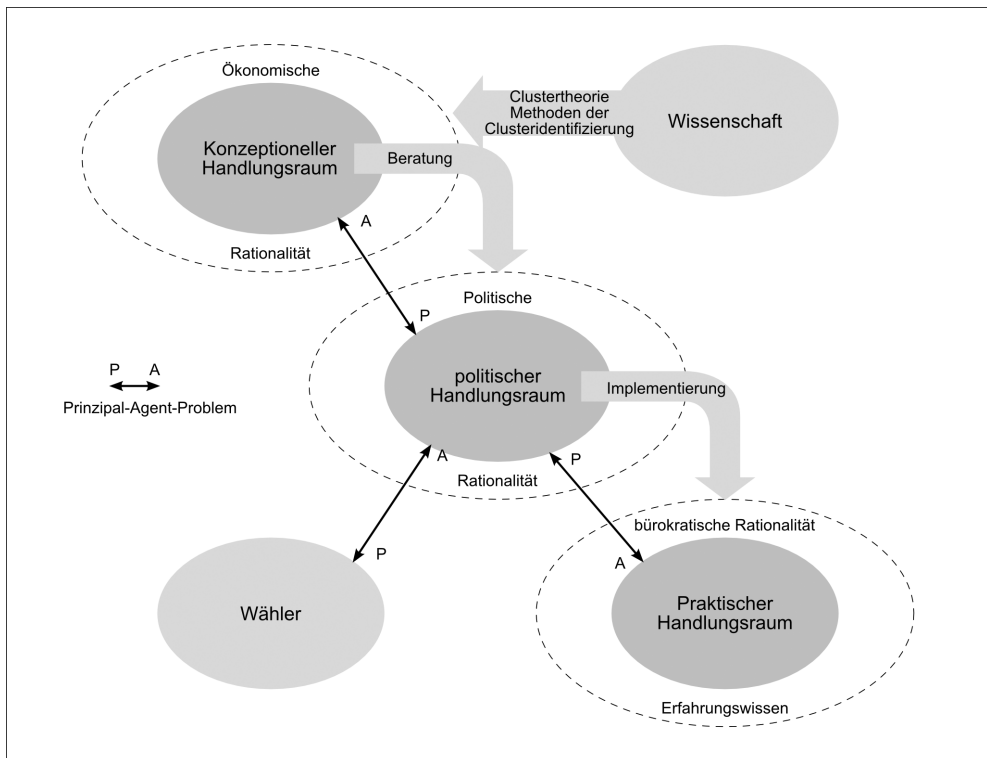 Ökonomische
Konzeptioneller
Handlungsraum
Rationalität
Beratung
Clustertheorie
Methoden der
Clusteridentifizierung
Wissenschaft
A
P
Politische
politischer
Handlungsraum
Rationalität
Implementierung
P A
Prinzipal-Agent-Problem
A
P
P
A
Wähler
bürokratische Rationalität
Praktischer
Handlungsraum
Erfahrungswissen